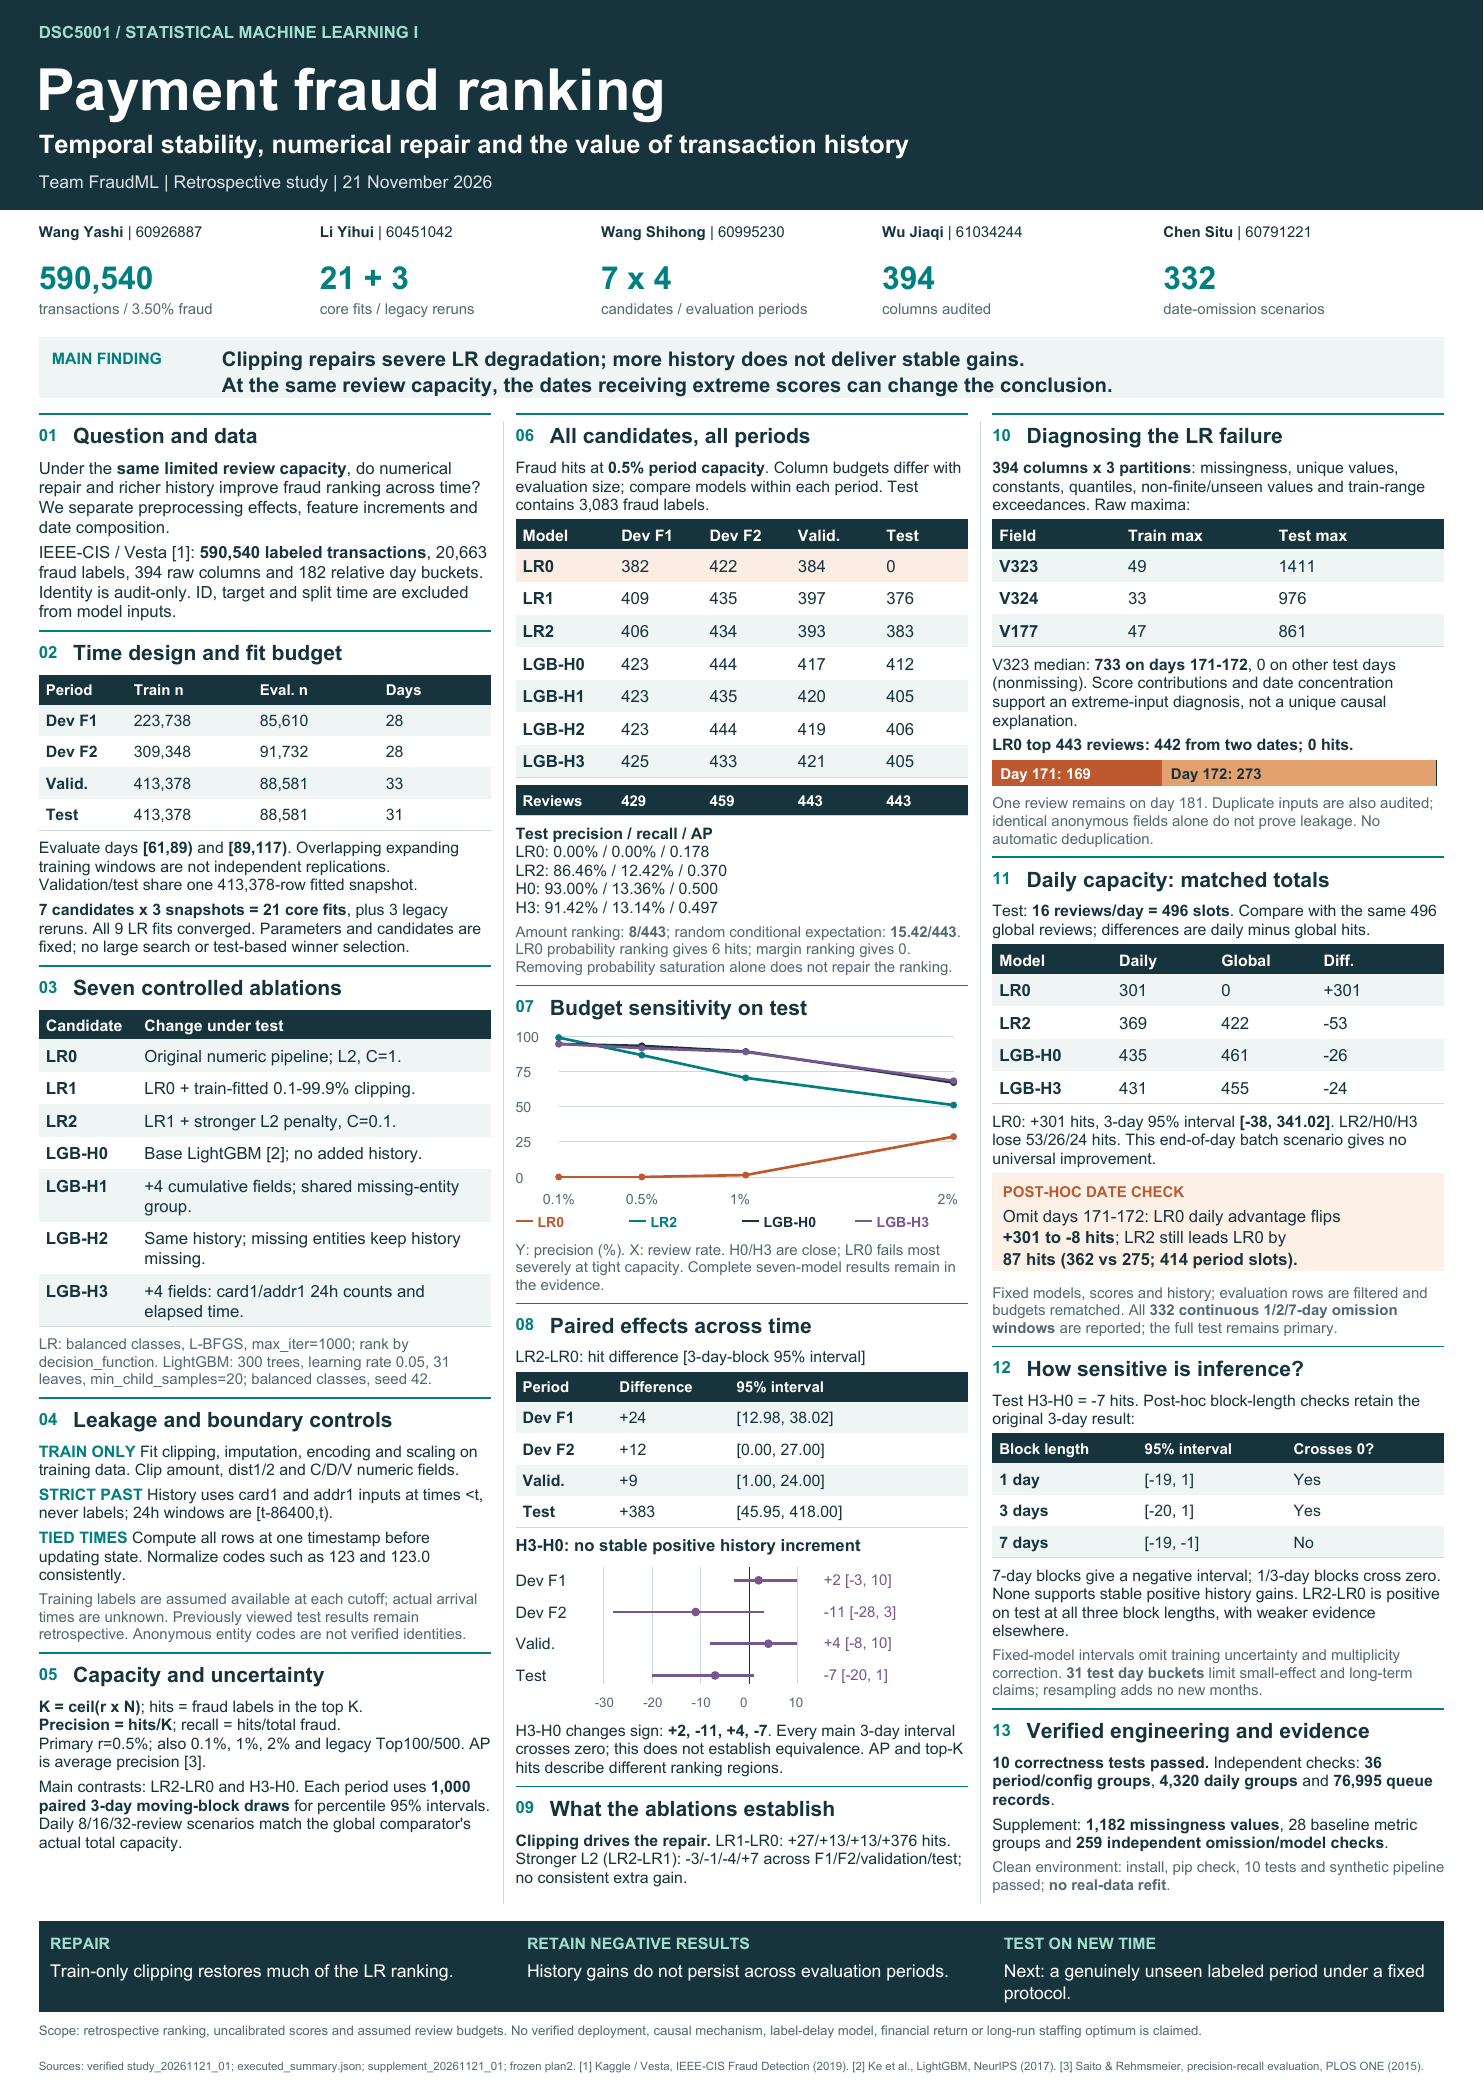 DSC5001 / STATISTICAL MACHINE LEARNING I
Payment fraud ranking
Temporal stability, numerical repair and the value of transaction history
Team FraudML | Retrospective study | 21 November 2026
Wang Yashi | 60926887
Li Yihui | 60451042
Wang Shihong | 60995230
Wu Jiaqi | 61034244
Chen Situ | 60791221
590,540
transactions / 3.50% fraud
21 + 3
core fits / legacy reruns
7 x 4
candidates / evaluation periods
394
columns audited
332
date-omission scenarios
MAIN FINDING
Clipping repairs severe LR degradation; more history does not deliver stable gains.
At the same review capacity, the dates receiving extreme scores can change the conclusion.
01 Question and data
Under the same limited review capacity, do numerical
repair and richer history improve fraud ranking across time?
We separate preprocessing effects, feature increments and
date composition.
IEEE-CIS / Vesta [1]: 590,540 labeled transactions, 20,663
fraud labels, 394 raw columns and 182 relative day buckets.
Identity is audit-only. ID, target and split time are excluded
from model inputs.
02 Time design and fit budget
Period Train n Eval. n Days
Dev F1 223,738 85,610 28
Dev F2 309,348 91,732 28
Valid. 413,378 88,581 33
Test 413,378 88,581 31
Evaluate days [61,89) and [89,117). Overlapping expanding
training windows are not independent replications.
Validation/test share one 413,378-row fitted snapshot.
7 candidates x 3 snapshots = 21 core fits, plus 3 legacy
reruns. All 9 LR fits converged. Parameters and candidates are
fixed; no large search or test-based winner selection.
03 Seven controlled ablations
Candidate Change under test
LR0 Original numeric pipeline; L2, C=1.
LR1 LR0 + train-fitted 0.1-99.9% clipping.
LR2 LR1 + stronger L2 penalty, C=0.1.
LGB-H0 Base LightGBM [2]; no added history.
LGB-H1 +4 cumulative fields; shared missing-entity
group.
LGB-H2 Same history; missing entities keep history
missing.
LGB-H3 +4 fields: card1/addr1 24h counts and
elapsed time.
LR: balanced classes, L-BFGS, max_iter=1000; rank by
decision_function. LightGBM: 300 trees, learning rate 0.05, 31
leaves, min_child_samples=20; balanced classes, seed 42.
04 Leakage and boundary controls
TRAIN ONLY Fit clipping, imputation, encoding and scaling on
training data. Clip amount, dist1/2 and C/D/V numeric fields.
STRICT PAST History uses card1 and addr1 inputs at times <t,
never labels; 24h windows are [t-86400,t).
TIED TIMES Compute all rows at one timestamp before
updating state. Normalize codes such as 123 and 123.0
consistently.
Training labels are assumed available at each cutoff; actual arrival
times are unknown. Previously viewed test results remain
retrospective. Anonymous entity codes are not verified identities.
05 Capacity and uncertainty
K = ceil(r x N); hits = fraud labels in the top K.
Precision = hits/K; recall = hits/total fraud.
Primary r=0.5%; also 0.1%, 1%, 2% and legacy Top100/500. AP
is average precision [3].
Main contrasts: LR2-LR0 and H3-H0. Each period uses 1,000
paired 3-day moving-block draws for percentile 95% intervals.
Daily 8/16/32-review scenarios match the global comparator's
actual total capacity.
06 All candidates, all periods
Fraud hits at 0.5% period capacity. Column budgets differ with
evaluation size; compare models within each period. Test
contains 3,083 fraud labels.
Model Dev F1 Dev F2 Valid. Test
LR0 382 422 384 0
LR1 409 435 397 376
LR2 406 434 393 383
LGB-H0 423 444 417 412
LGB-H1 423 435 420 405
LGB-H2 423 444 419 406
LGB-H3 425 433 421 405
Reviews 429 459 443 443
Test precision / recall / AP
LR0: 0.00% / 0.00% / 0.178
LR2: 86.46% / 12.42% / 0.370
H0: 93.00% / 13.36% / 0.500
H3: 91.42% / 13.14% / 0.497
Amount ranking: 8/443; random conditional expectation: 15.42/443.
LR0 probability ranking gives 6 hits; margin ranking gives 0.
Removing probability saturation alone does not repair the ranking.
07 Budget sensitivity on test
100
75
50
25
0
0.1% 0.5% 1% 2%
LR0 LR2 LGB-H0 LGB-H3
Y: precision (%). X: review rate. H0/H3 are close; LR0 fails most
severely at tight capacity. Complete seven-model results remain in
the evidence.
08 Paired effects across time
LR2-LR0: hit difference [3-day-block 95% interval]
Period Difference 95% interval
Dev F1 +24 [12.98, 38.02]
Dev F2 +12 [0.00, 27.00]
Valid. +9 [1.00, 24.00]
Test +383 [45.95, 418.00]
H3-H0: no stable positive history increment
Dev F1 +2 [-3, 10]
Dev F2 -11 [-28, 3]
Valid. +4 [-8, 10]
Test -7 [-20, 1]
-30 -20 -10 0 10
H3-H0 changes sign: +2, -11, +4, -7. Every main 3-day interval
crosses zero; this does not establish equivalence. AP and top-K
hits describe different ranking regions.
09 What the ablations establish
Clipping drives the repair. LR1-LR0: +27/+13/+13/+376 hits.
Stronger L2 (LR2-LR1): -3/-1/-4/+7 across F1/F2/validation/test;
no consistent extra gain.
10 Diagnosing the LR failure
394 columns x 3 partitions: missingness, unique values,
constants, quantiles, non-finite/unseen values and train-range
exceedances. Raw maxima:
Field Train max Test max
V323 49 1411
V324 33 976
V177 47 861
V323 median: 733 on days 171-172, 0 on other test days
(nonmissing). Score contributions and date concentration
support an extreme-input diagnosis, not a unique causal
explanation.
LR0 top 443 reviews: 442 from two dates; 0 hits.
Day 171: 169 Day 172: 273
One review remains on day 181. Duplicate inputs are also audited;
identical anonymous fields alone do not prove leakage. No
automatic deduplication.
11 Daily capacity: matched totals
Test: 16 reviews/day = 496 slots. Compare with the same 496
global reviews; differences are daily minus global hits.
Model Daily Global Diff.
LR0 301 0 +301
LR2 369 422 -53
LGB-H0 435 461 -26
LGB-H3 431 455 -24
LR0: +301 hits, 3-day 95% interval [-38, 341.02]. LR2/H0/H3
lose 53/26/24 hits. This end-of-day batch scenario gives no
universal improvement.
POST-HOC DATE CHECK
Omit days 171-172: LR0 daily advantage flips
+301 to -8 hits; LR2 still leads LR0 by
87 hits (362 vs 275; 414 period slots).
Fixed models, scores and history; evaluation rows are filtered and
budgets rematched. All 332 continuous 1/2/7-day omission
windows are reported; the full test remains primary.
12 How sensitive is inference?
Test H3-H0 = -7 hits. Post-hoc block-length checks retain the
original 3-day result:
Block length 95% interval Crosses 0?
1 day [-19, 1] Yes
3 days [-20, 1] Yes
7 days [-19, -1] No
7-day blocks give a negative interval; 1/3-day blocks cross zero.
None supports stable positive history gains. LR2-LR0 is positive
on test at all three block lengths, with weaker evidence
elsewhere.
Fixed-model intervals omit training uncertainty and multiplicity
correction. 31 test day buckets limit small-effect and long-term
claims; resampling adds no new months.
13 Verified engineering and evidence
10 correctness tests passed. Independent checks: 36
period/config groups, 4,320 daily groups and 76,995 queue
records.
Supplement: 1,182 missingness values, 28 baseline metric
groups and 259 independent omission/model checks.
Clean environment: install, pip check, 10 tests and synthetic pipeline
passed; no real-data refit.
REPAIR
Train-only clipping restores much of the LR ranking.
RETAIN NEGATIVE RESULTS
History gains do not persist across evaluation periods.
TEST ON NEW TIME
Next: a genuinely unseen labeled period under a fixed
protocol.
Scope: retrospective ranking, uncalibrated scores and assumed review budgets. No verified deployment, causal mechanism, label-delay model, financial return or long-run staffing optimum is claimed.
Sources: verified study_20261121_01; executed_summary.json; supplement_20261121_01; frozen plan2. [1] Kaggle / Vesta, IEEE-CIS Fraud Detection (2019). [2] Ke et al., LightGBM, NeurIPS (2017). [3] Saito & Rehmsmeier, precision-recall evaluation, PLOS ONE (2015).